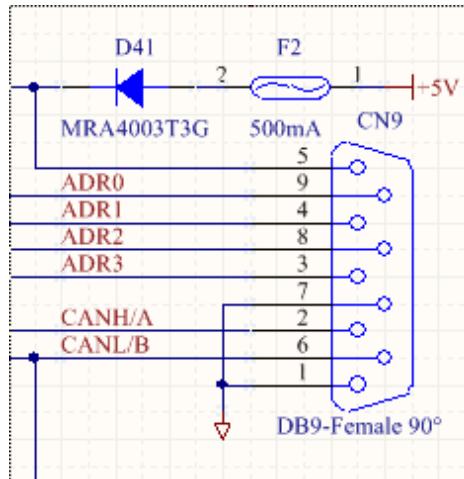 D41 F2
2 1
+5V
MRA4003T3G 500mA CN9
5
ADR0 9
ADR1 4
ADR2 8
ADR3 3
7
CANH/A 2
CANL/B 6
1
DB9-Female 90°